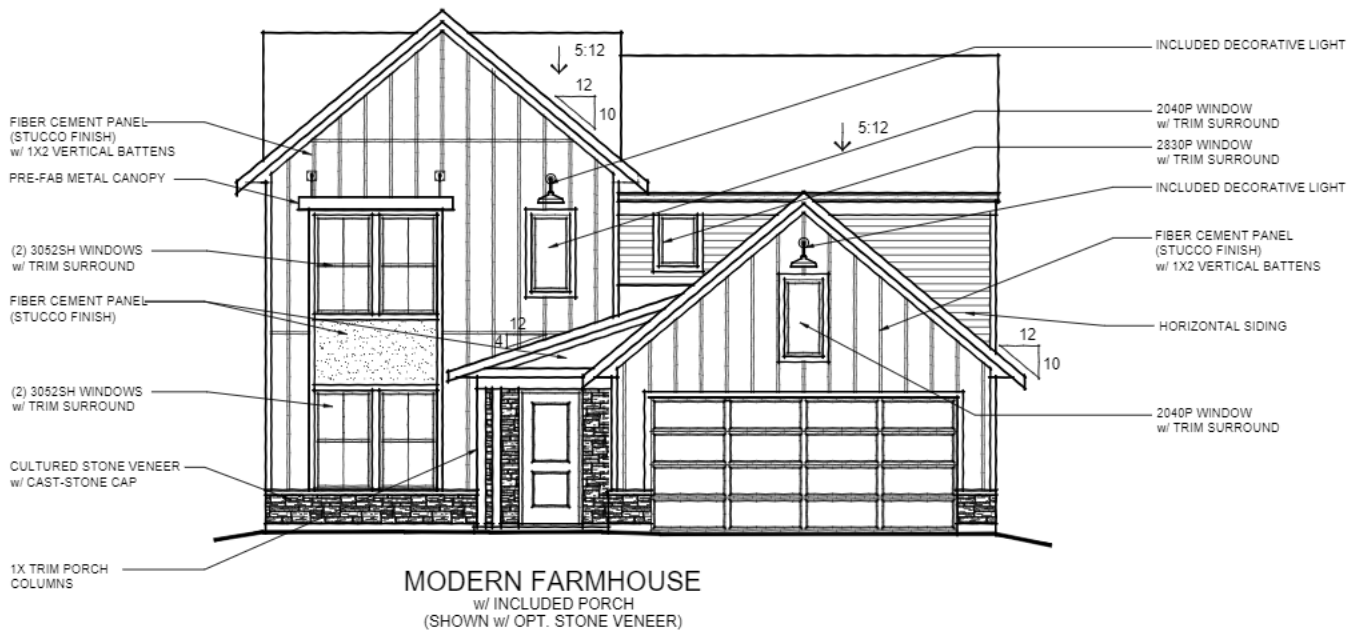 FIBER CEMENT PANEL
(STUCCO FINISH)
w/ 1X2 VERTICAL BATTENS
PRE-FAB METAL CANOPY
(2) 3052SH WINDOWS
w/ TRIM SURROUND
FIBER CEMENT PANEL
(STUCCO FINISH)
(2) 3052SH WINDOWS
w/ TRIM SURROUND
CULTURED STONE VENEER
w/ CAST-STONE CAP
1X TRIM PORCH
COLUMNS
5:12
12
10
5:12
12
4
12
10
INCLUDED DECORATIVE LIGHT
2040P WINDOW
w/ TRIM SURROUND
2830P WINDOW
w/ TRIM SURROUND
INCLUDED DECORATIVE LIGHT
FIBER CEMENT PANEL
(STUCCO FINISH)
w/ 1X2 VERTICAL BATTENS
HORIZONTAL SIDING
2040P WINDOW
w/ TRIM SURROUND
MODERN FARMHOUSE
w/ INCLUDED PORCH
(SHOWN w/ OPT. STONE VENEER)